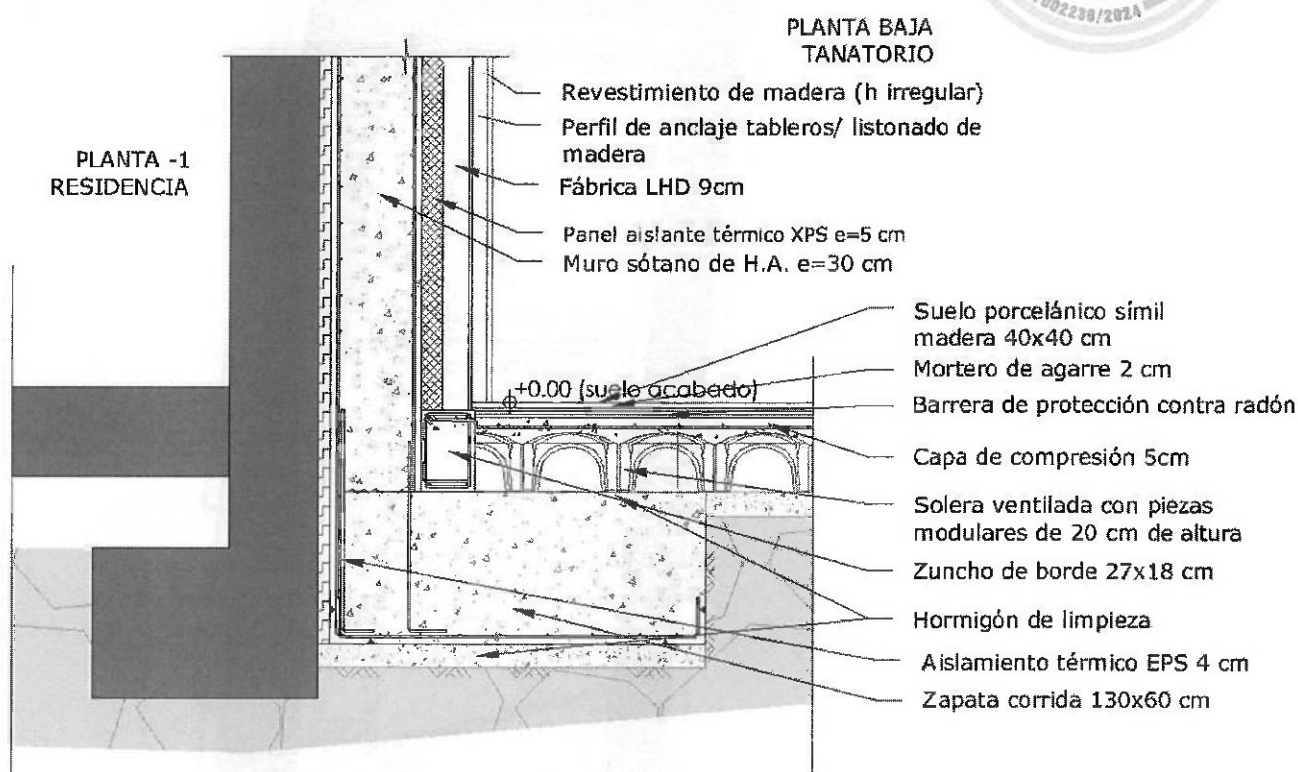 PLANTA BAJA
TANATORIO
Revestimiento de madera (h irregular)
Perfil de anclaje tableros/ listonado de
madera
PLANTA -1
RESIDENCIA
Fábrica LHD 9cm
Panel aislante térmico XPS e=5 cm
Muro sótano de H.A. e=30 cm
Suelo porcelánico símil
madera 40x40 cm
Mortero de agarre 2 cm
+0.00 (suelo acabado)
Barrera de protección contra radón
Capa de compresión 5cm
Solera ventilada con piezas
modulares de 20 cm de altura
Zuncho de borde 27x18 cm
Hormigón de limpieza
Aislamiento térmico EPS 4 cm
Zapata corrida 130x60 cm